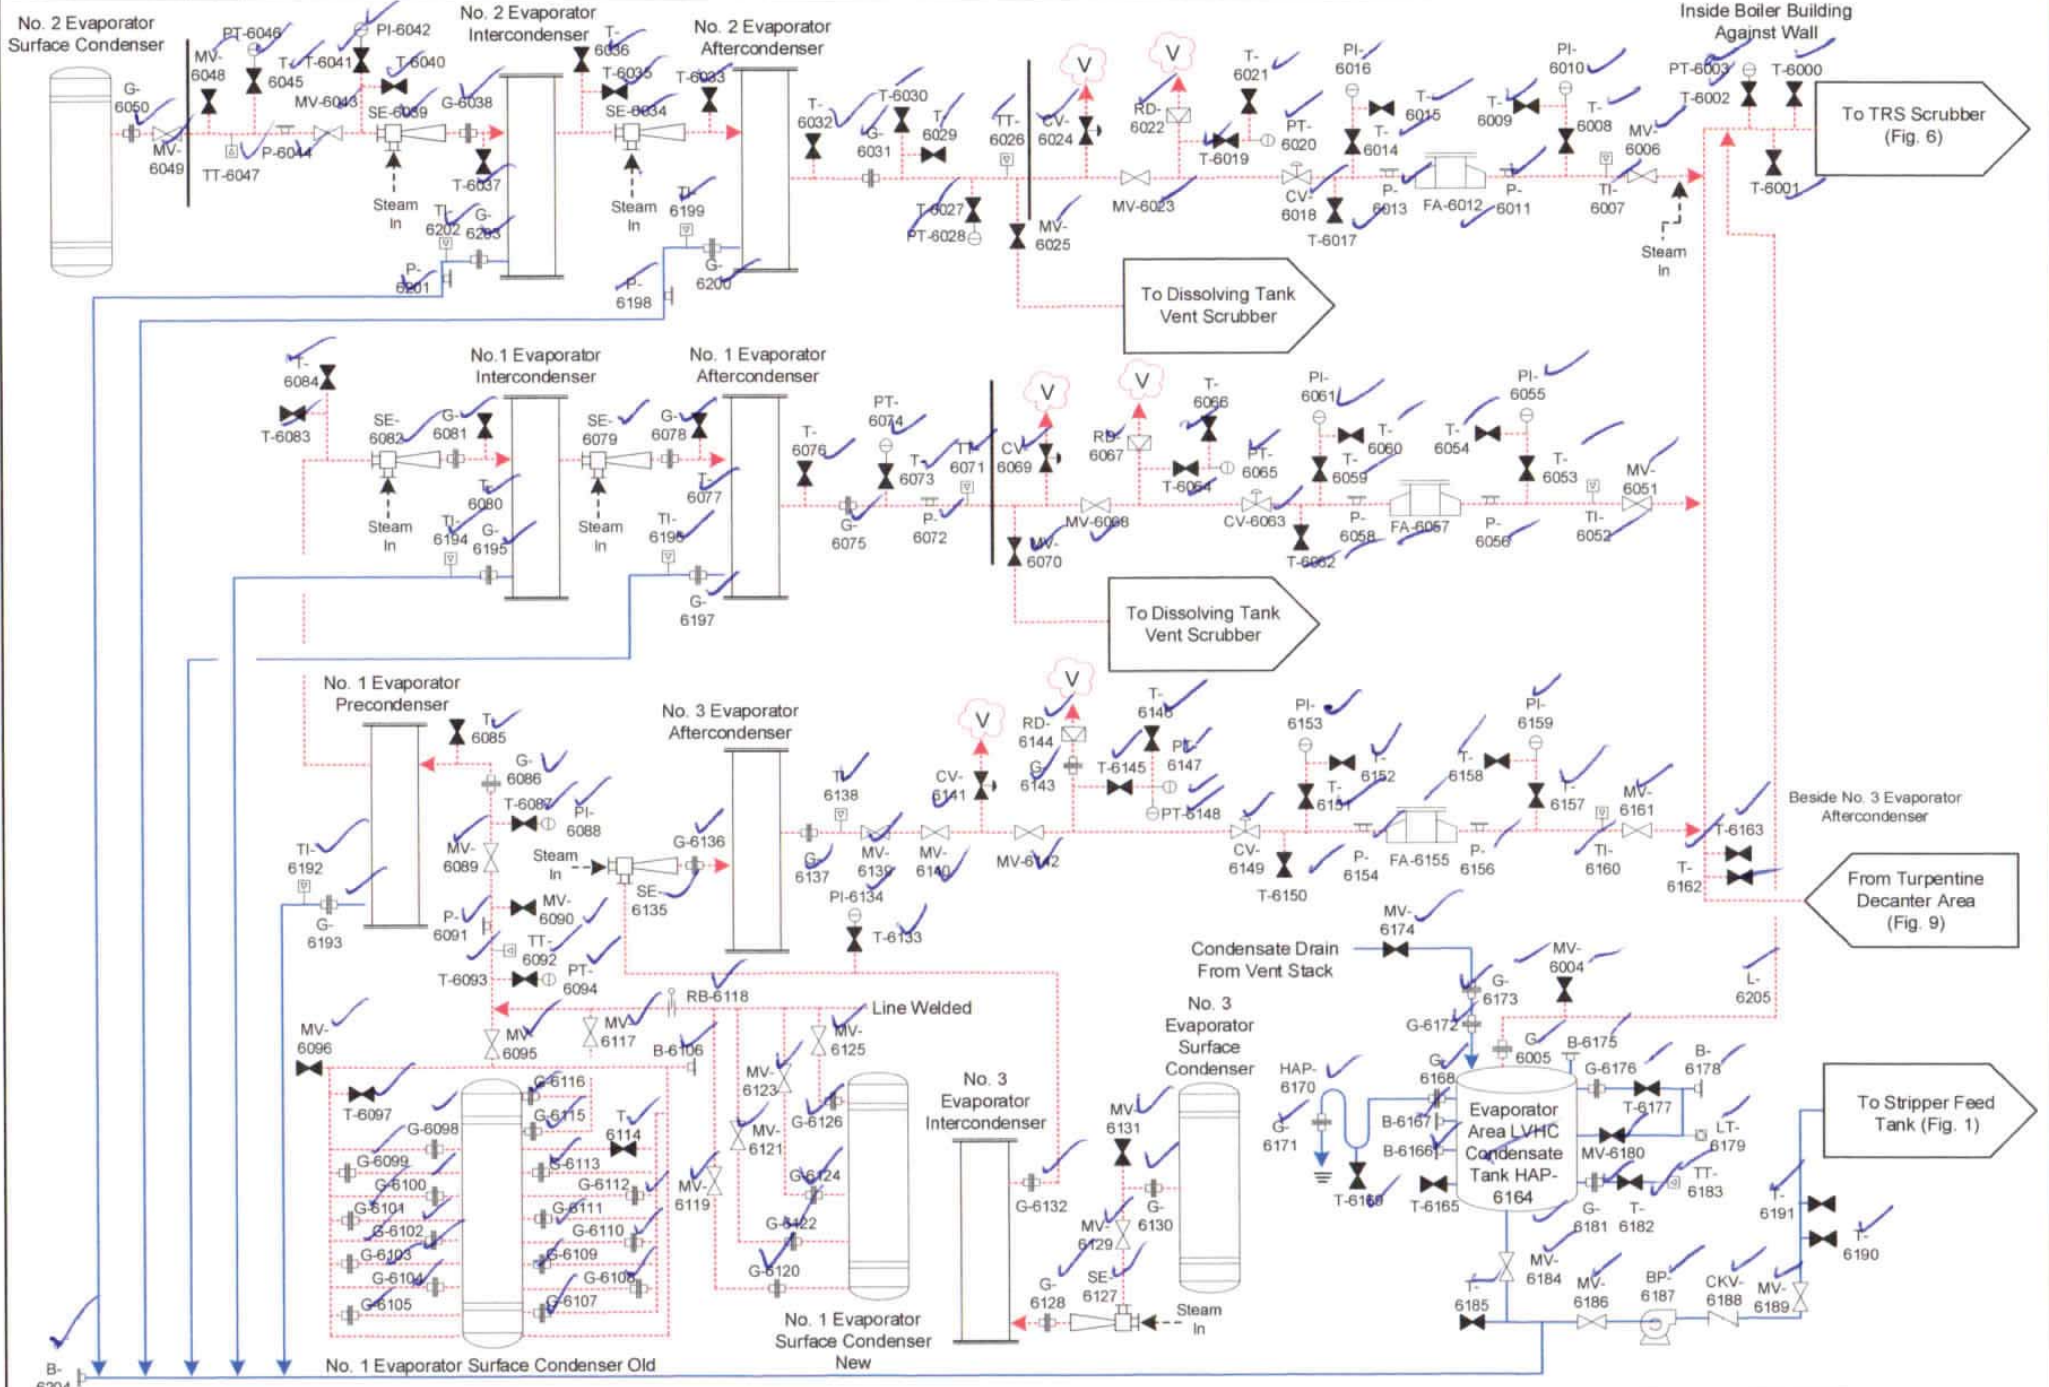 No. 2 Evaporator
Surface Condenser
G-
6050
MV-
6049
MV-
6048
TT-6047
PT-6046
T-
6045
P-6044
MV-6043
T-6041
PI-6042
T-6040
SE-6039
Steam
In
G-6038
T-6037
No. 2 Evaporator
Intercondenser
T-
6036
T-6035
SE-6034
Steam
In
T-6033
No. 2 Evaporator
Aftercondenser
TI-
6202
G-
6203
P-
6201
TI-
6199
G-
6200
P-
6198
T-
6032
G-
6031
T-6030
T-
6029
PT-6028
T-6027
TT-
6026
MV-
6025
CV-
6024
V
MV-6023
RD-
6022
V
T-
6021
PT-
6020
T-6019
CV-
6018
T-6017
PI-
6016
T-
6015
T-
6014
P-
6013
FA-6012
P-
6011
PI-
6010
T-
6009
T-
6008
TI-
6007
MV-
6006
Steam
In
Inside Boiler Building
Against Wall
PT-6003
T-6002
T-6000
T-6001
To TRS Scrubber
(Fig. 6)
To Dissolving Tank
Vent Scrubber
T-
6084
T-6083
SE-
6082
Steam
In
G-
6081
T-
6080
No.1 Evaporator
Intercondenser
TI-
6194
G-
6195
SE-
6079
Steam
In
G-
6078
T-
6077
No. 1 Evaporator
Aftercondenser
TI-
6196
G-
6197
T-
6076
G-
6075
PT-
6074
T-
6073
P-
6072
TT-
6071
MV-
6070
CV-
6069
V
MV-6068
RD-
6067
V
T-
6066
PT-
6065
T-6064
CV-6063
T-6062
PI-
6061
T-
6060
T-
6059
P-
6058
FA-6057
P-
6056
PI-
6055
T-
6054
T-
6053
TI-
6052
MV-
6051
To Dissolving Tank
Vent Scrubber
No. 1 Evaporator
Precondenser
T-
6085
G-
6086
T-6087
PI-
6088
MV-
6089
MV-
6090
P-
6091
TT-
6092
T-6093
PT-
6094
TI-
6192
G-
6193
No. 3 Evaporator
Aftercondenser
Steam
In
SE-
6135
G-6136
G-
6137
TI-
6138
MV-
6139
MV-
6140
PI-6134
T-6133
CV-
6141
V
MV-6142
G-
6143
RD-
6144
V
T-6145
T-
6146
PT-
6147
PT-6148
CV-
6149
T-6150
T-
6151
T-
6152
PI-
6153
P-
6154
FA-6155
P-
6156
T-
6157
T-
6158
PI-
6159
TI-
6160
MV-
6161
T-
6162
T-6163
Beside No. 3 Evaporator
Aftercondenser
From Turpentine
Decanter Area
(Fig. 9)
MV-
6096
MV-
6095
MV-
6117
RB-6118
Line Welded
B-6106
T-6097
G-6098
G-6099
G-6100
G-6101
G-6102
G-6103
G-6104
G-6105
G-6116
G-6115
T-
6114
G-6113
G-6112
G-6111
G-6110
G-6109
G-6108
G-6107
No. 1 Evaporator Surface Condenser Old
MV-
6119
MV-
6121
MV-
6123
MV-
6125
G-6126
G-6124
G-6122
G-6120
No. 1 Evaporator
Surface Condenser
New
No. 3
Evaporator
Intercondenser
G-6132
G-
6128
SE-
6127
Steam
In
MV-
6129
G-
6130
MV-
6131
No. 3
Evaporator
Surface
Condenser
Condensate Drain
From Vent Stack
MV-
6174
G-
6173
G-6172
HAP-
6170
G-
6171
T-6169
G-
6168
B-6167
B-6166
T-6165
Evaporator
Area LVHC
Condensate
Tank HAP-
6164
MV-
6004
G-
6005
B-6175
G-6176
T-6177
B-
6178
LT-
6179
MV-6180
G-
6181
T-
6182
TT-
6183
L-
6205
MV-
6184
T-
6185
MV-
6186
BP-
6187
CKV-
6188
MV-
6189
T-
6190
T-
6191
To Stripper Feed
Tank (Fig. 1)
B-
6204